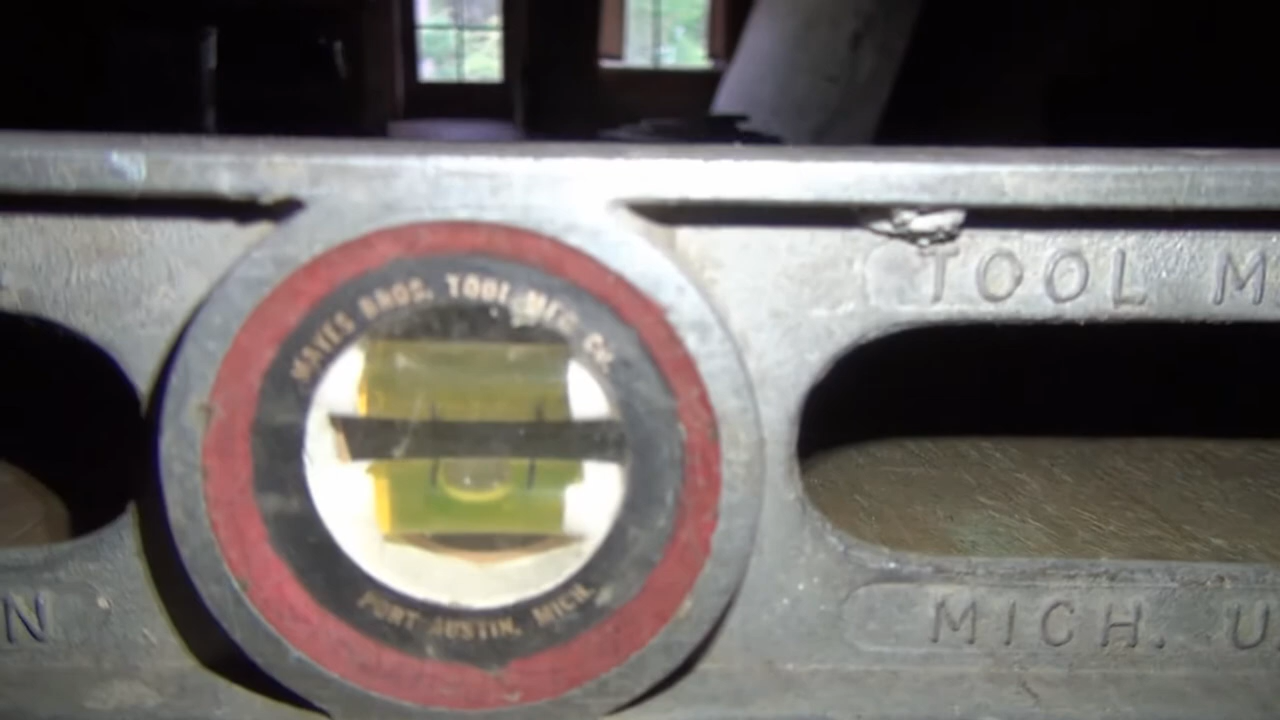 MAYES BROS. TOOL MFG. CO.
PORT AUSTIN, MICH.
TOOL M
N
MICH. U.